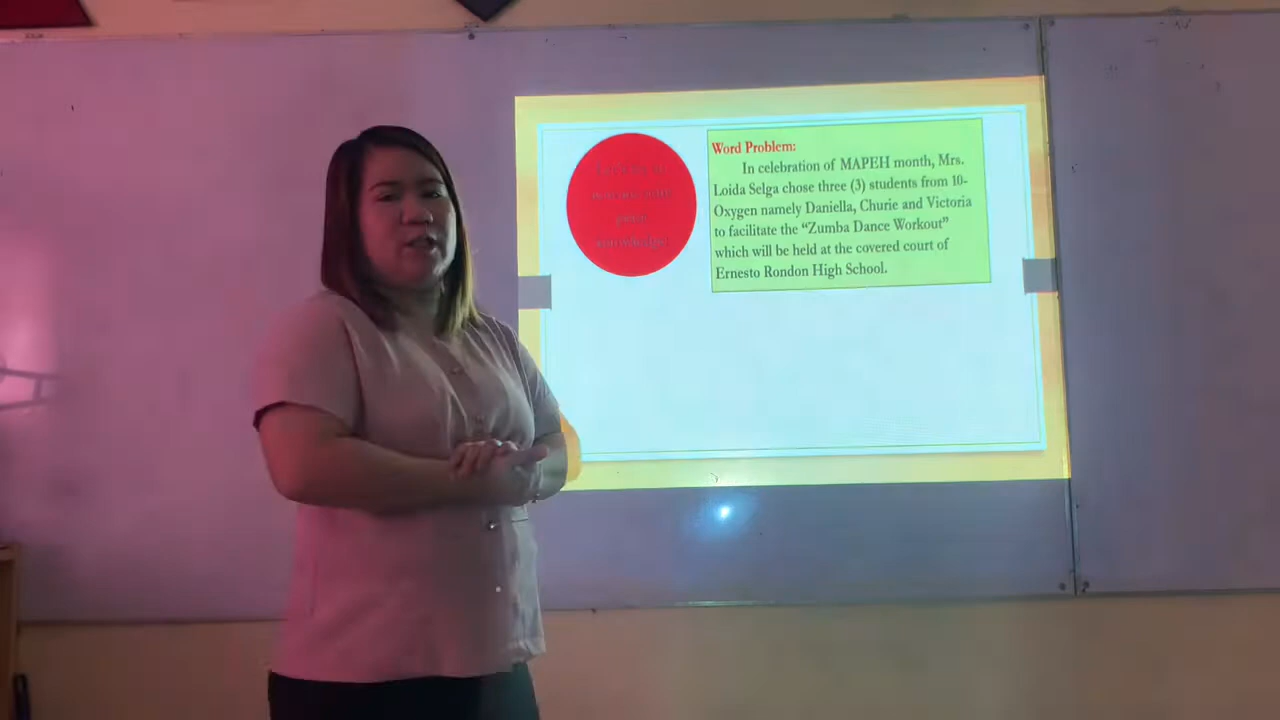 Word Problem:
In celebration of MAPEH month, Mrs.
Loida Selga chose three (3) students from 10-
Oxygen namely Daniella, Churie and Victoria
to facilitate the “Zumba Dance Workout”
which will be held at the covered court of
Ernesto Rondon High School.